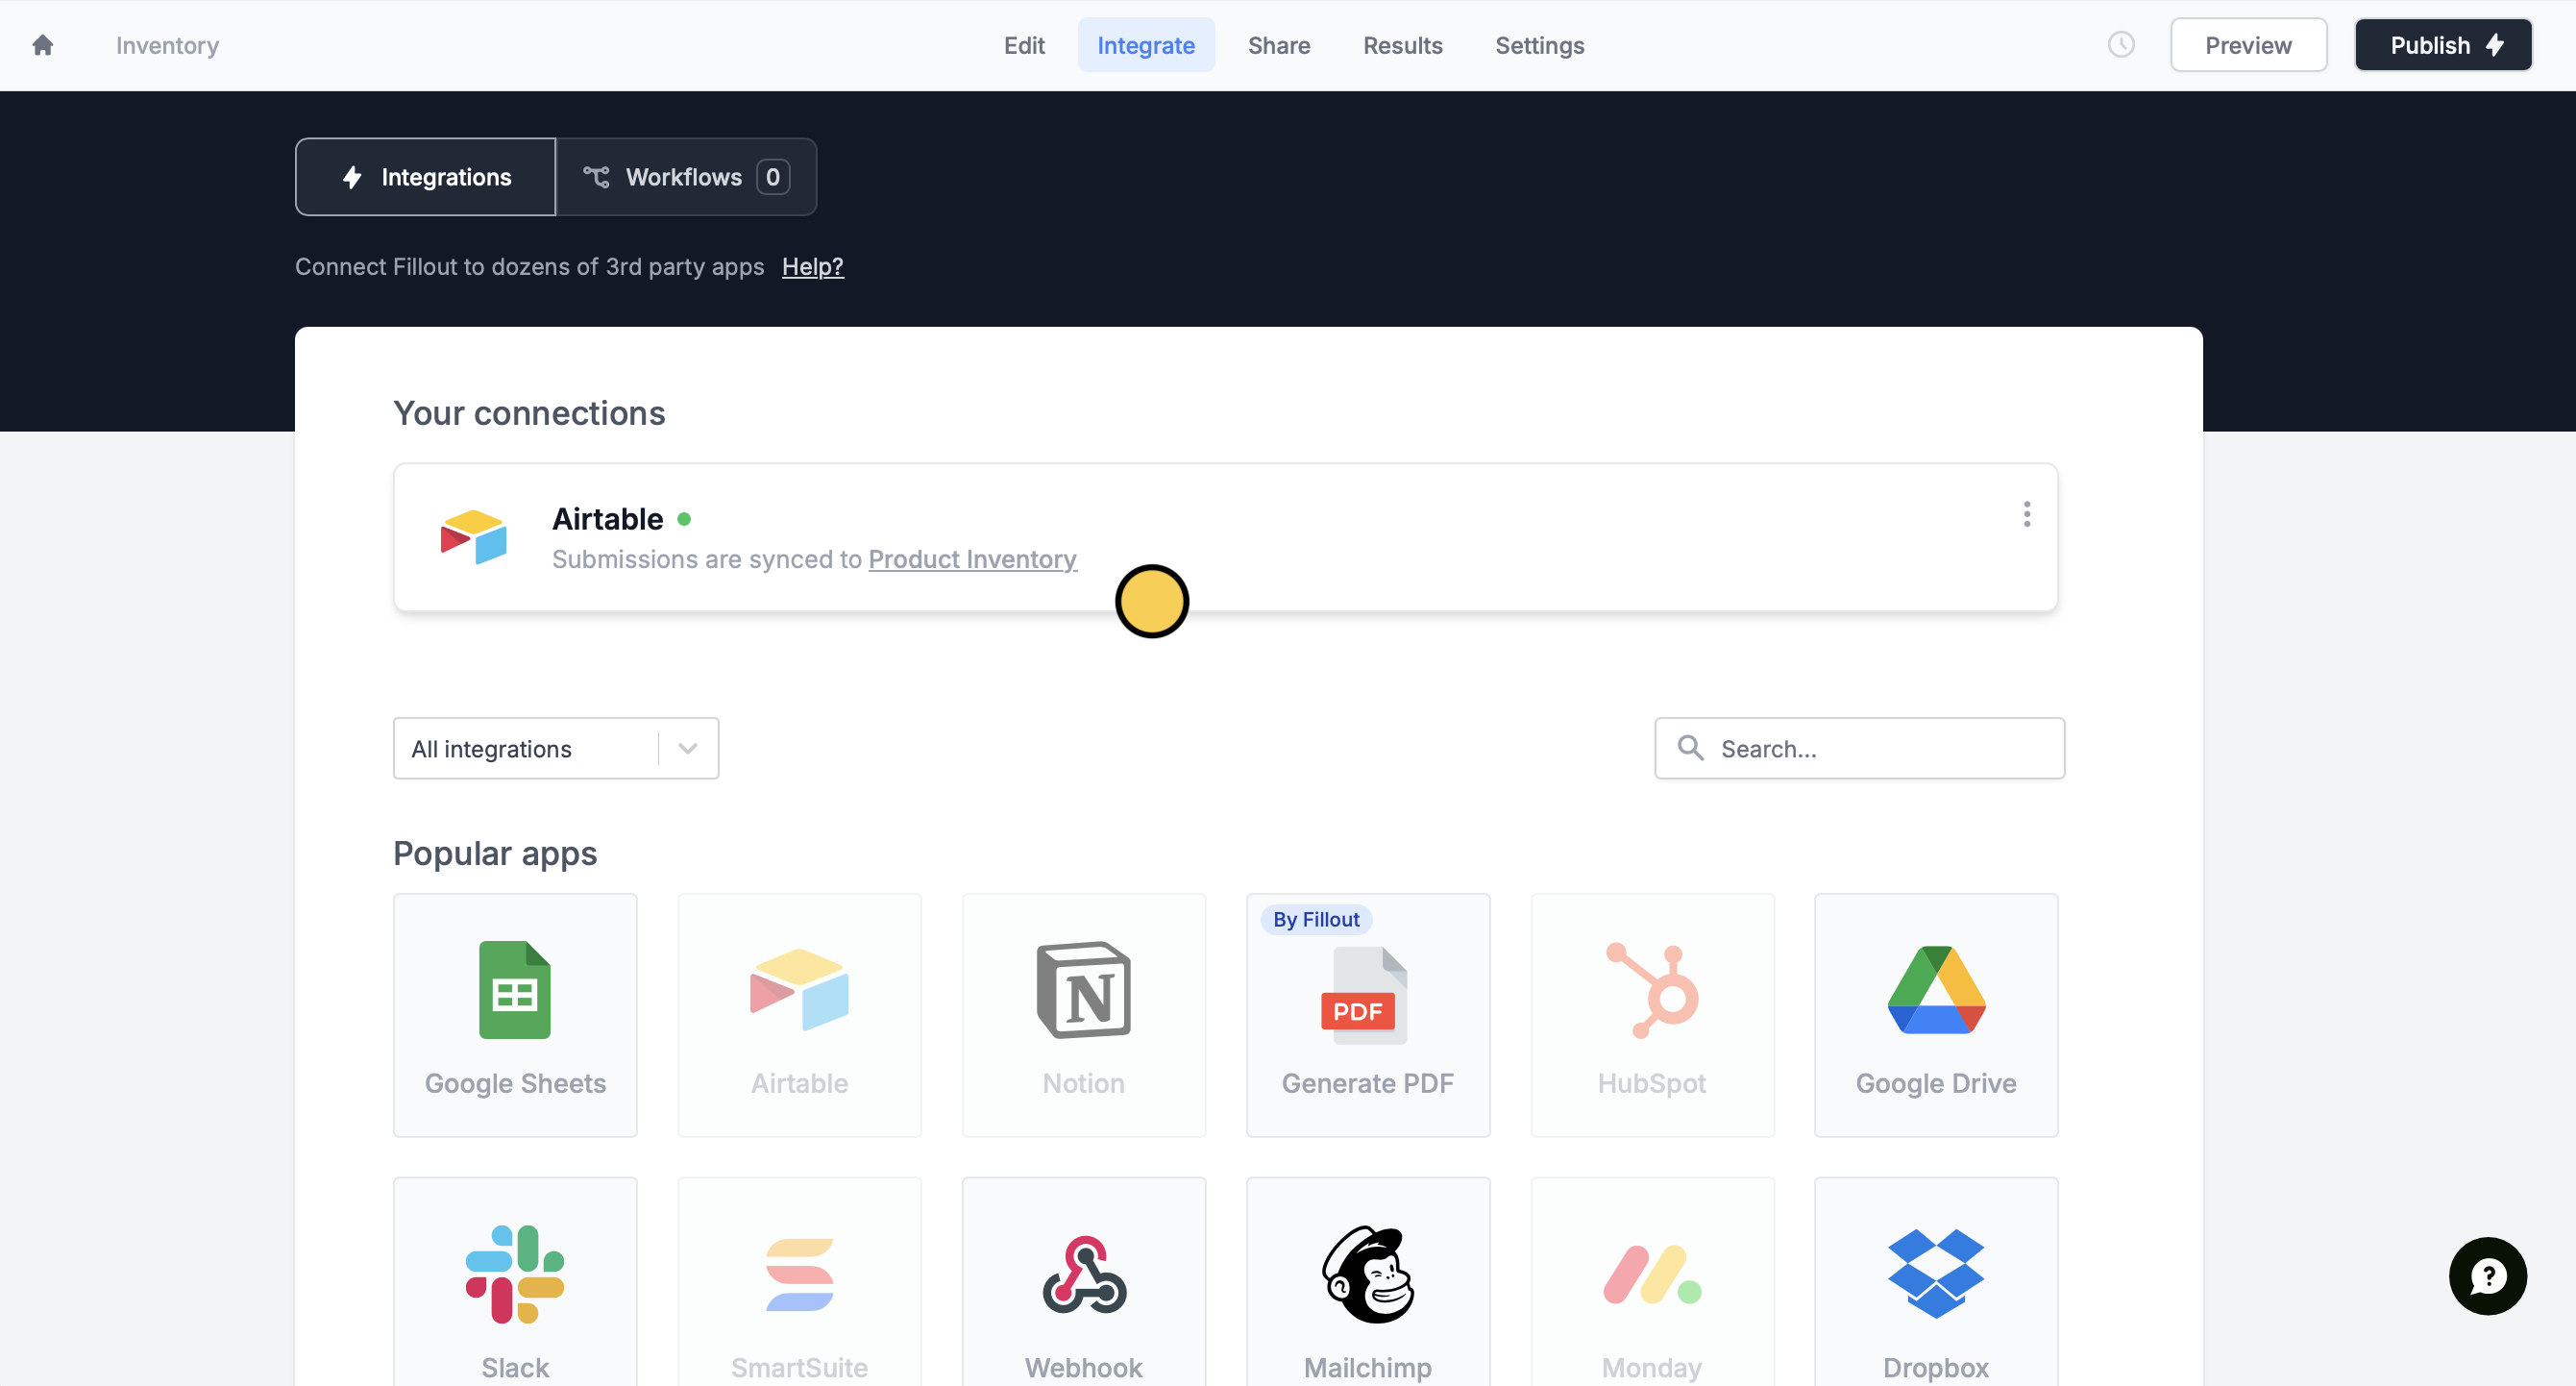 Inventory
Edit
Integrate
Share
Results
Settings
Preview
Publish
Integrations
Workflows 0
Connect Fillout to dozens of 3rd party apps Help?
Your connections
Airtable
Submissions are synced to Product Inventory
All integrations
Search...
Popular apps
Google Sheets
Airtable
N
Notion
By Fillout
PDF
Generate PDF
HubSpot
Google Drive
Slack
SmartSuite
Webhook
Mailchimp
Monday
Dropbox
?